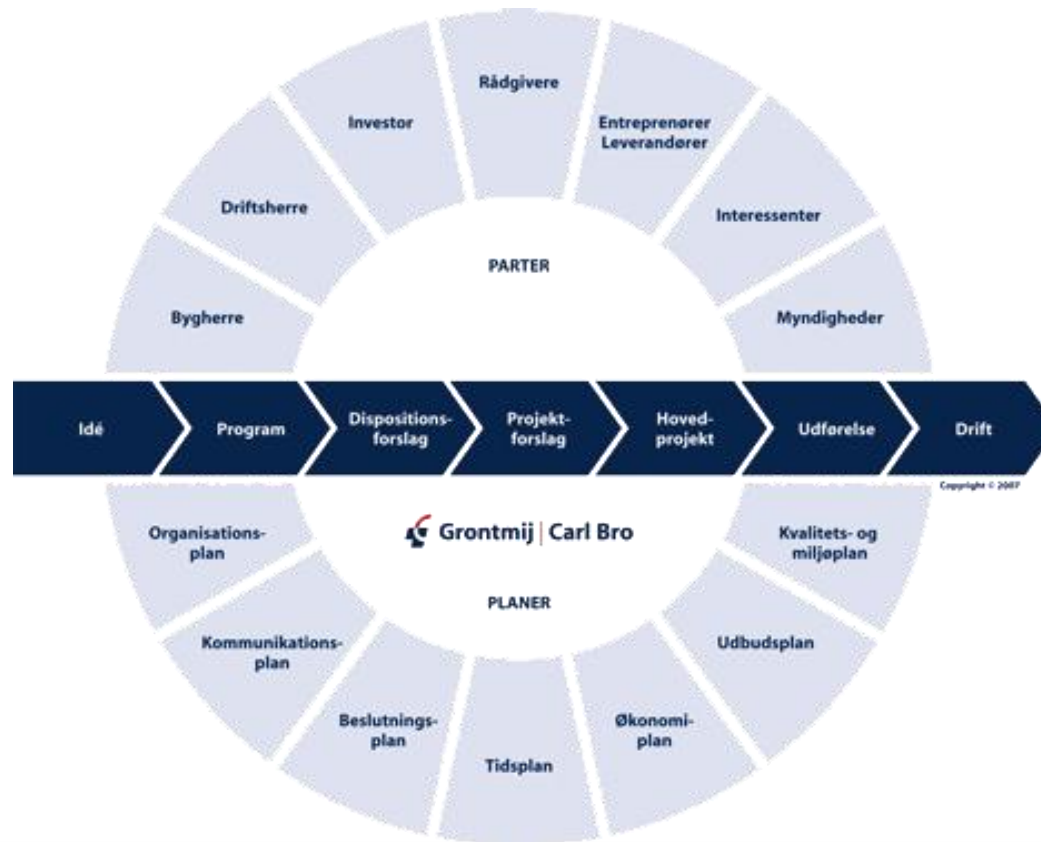 Rådgivere
Investor
Entreprenører
Leverandører
Driftsherre
Interessenter
PARTER
Bygherre
Myndigheder
Idé
Program
Dispositions-
forslag
Projekt-
forslag
Hoved-
projekt
Udførelse
Drift
Copyright © 2007
Organisations-
plan
Grontmij | Carl Bro
Kvalitets- og
miljøplan
PLANER
Kommunikations-
plan
Udbudsplan
Beslutnings-
plan
Økonomi-
plan
Tidsplan